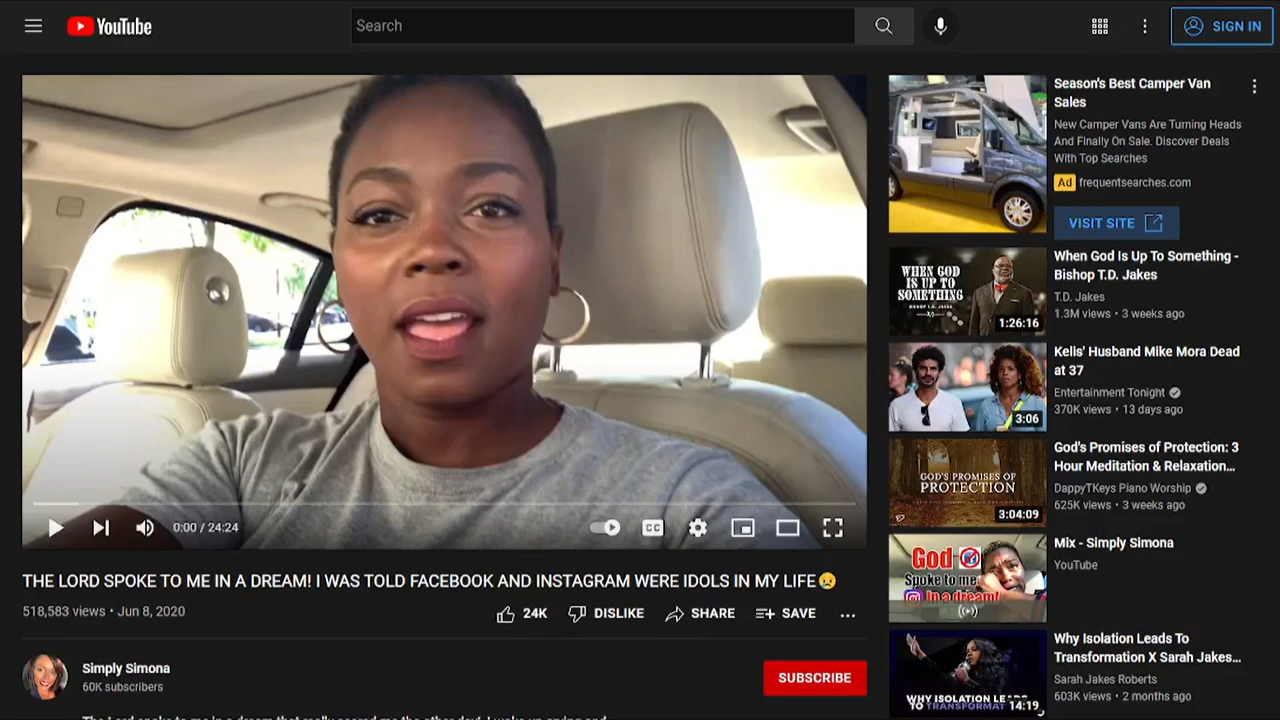 YouTube
Search
SIGN IN
0:00 / 24:24
CC
THE LORD SPOKE TO ME IN A DREAM! I WAS TOLD FACEBOOK AND INSTAGRAM WERE IDOLS IN MY LIFE😥
518,583 views • Jun 8, 2020
24K
DISLIKE
SHARE
SAVE
Simply Simona
60K subscribers
SUBSCRIBE
Season's Best Camper Van
Sales
New Camper Vans Are Turning Heads
And Finally On Sale. Discover Deals
With Top Searches
Ad frequentsearches.com
VISIT SITE
WHEN GOD
IS UP TO
SOMETHING
BISHOP T.D. JAKES
1:26:16
When God Is Up To Something -
Bishop T.D. Jakes
T.D. Jakes
1.3M views • 3 weeks ago
3:06
Kelis' Husband Mike Mora Dead
at 37
Entertainment Tonight
370K views • 13 days ago
GOD'S PROMISES OF
PROTECTION
3:04:09
God's Promises of Protection: 3
Hour Meditation & Relaxation...
DappyTKeys Piano Worship
625K views • 3 weeks ago
God
Spoke to me
In a dream!
Mix - Simply Simona
YouTube
WHY ISOLATION LEADS
TO TRANSFORMAT
14:19
Why Isolation Leads To
Transformation X Sarah Jakes...
Sarah Jakes Roberts
603K views • 2 months ago